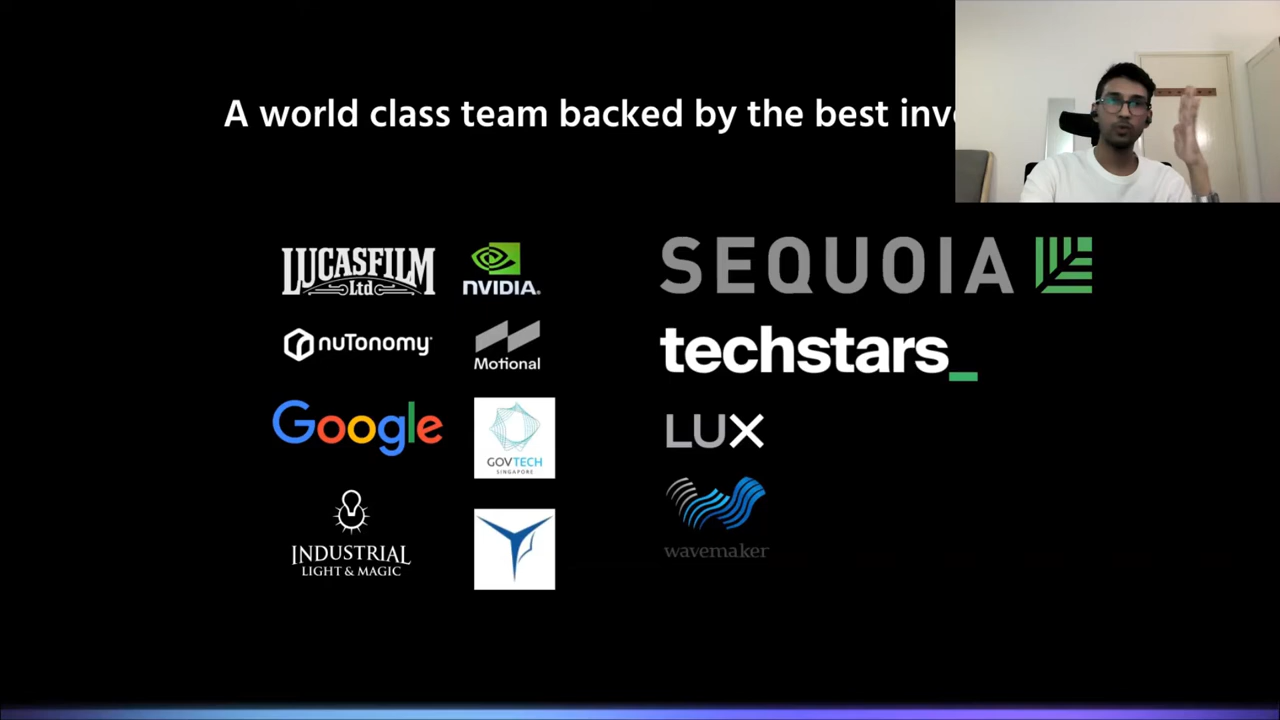 A world class team backed by the best inv
LUCASFILM
Ltd
NVIDIA.
nuTonomy
Motional
Google
GOVTECH
SINGAPORE
INDUSTRIAL
LIGHT & MAGIC
SEQUOIA
techstars_
LUX
wavemaker